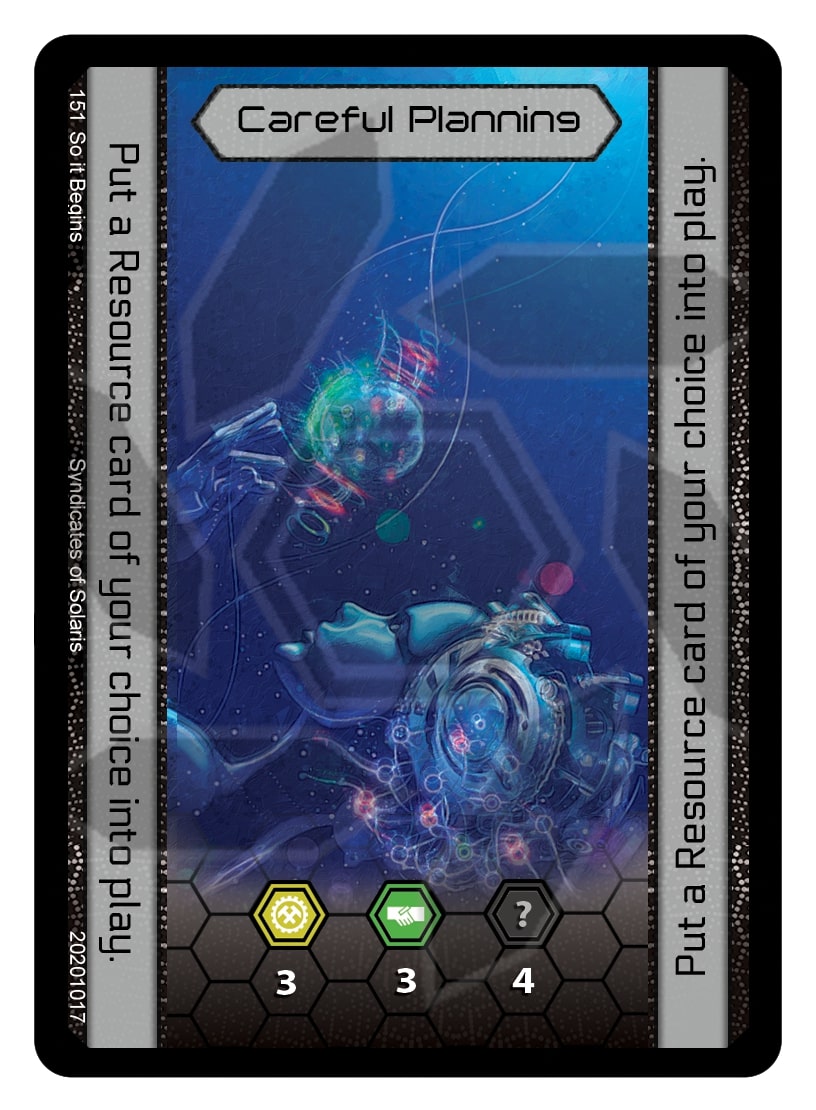 Careful Planning
151: So it Begins
Syndicates of Solaris
20201017
Put a Resource card of your choice into play.
Put a Resource card of your choice into play.
?
3 3 4